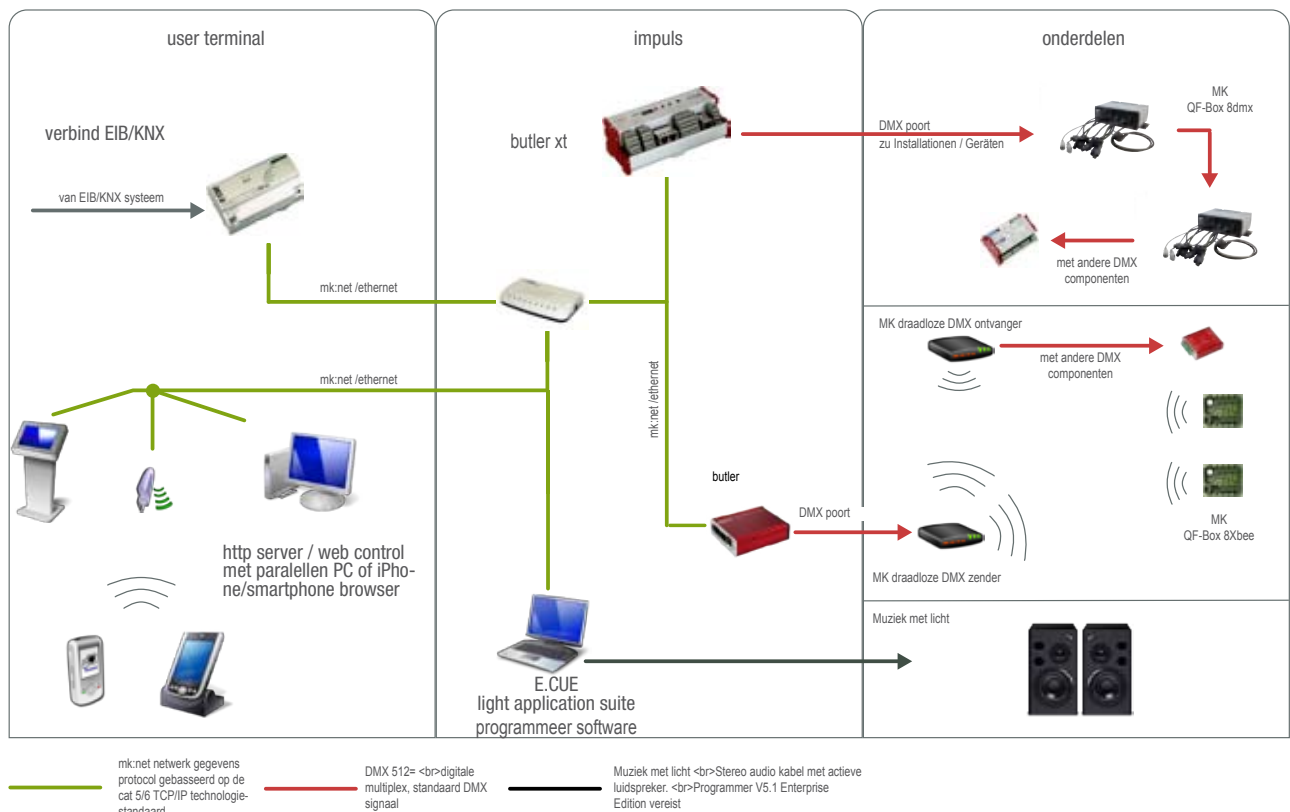 user terminal
impuls
onderdelen
verbind EIB/KNX
van EIB/KNX systeem
butler xt
DMX poort
zu Installationen / Geräten
MK
QF-Box 8dmx
met andere DMX
componenten
mk:net /ethernet
mk:net /ethernet
mk:net /ethernet
MK draadloze DMX ontvanger
met andere DMX
componenten
butler
DMX poort
MK
QF-Box 8Xbee
MK draadloze DMX zender
http server / web control
met paralellen PC of iPho-
ne/smartphone browser
Muziek met licht
E.CUE
light application suite
programmeer software
mk:net netwerk gegevens
protocol gebasseerd op de
cat 5/6 TCP/IP technologie-
standaard
DMX 512= <br>digitale
multiplex, standaard DMX
signaal
Muziek met licht <br>Stereo audio kabel met actieve
luidspreker. <br>Programmer V5.1 Enterprise
Edition vereist